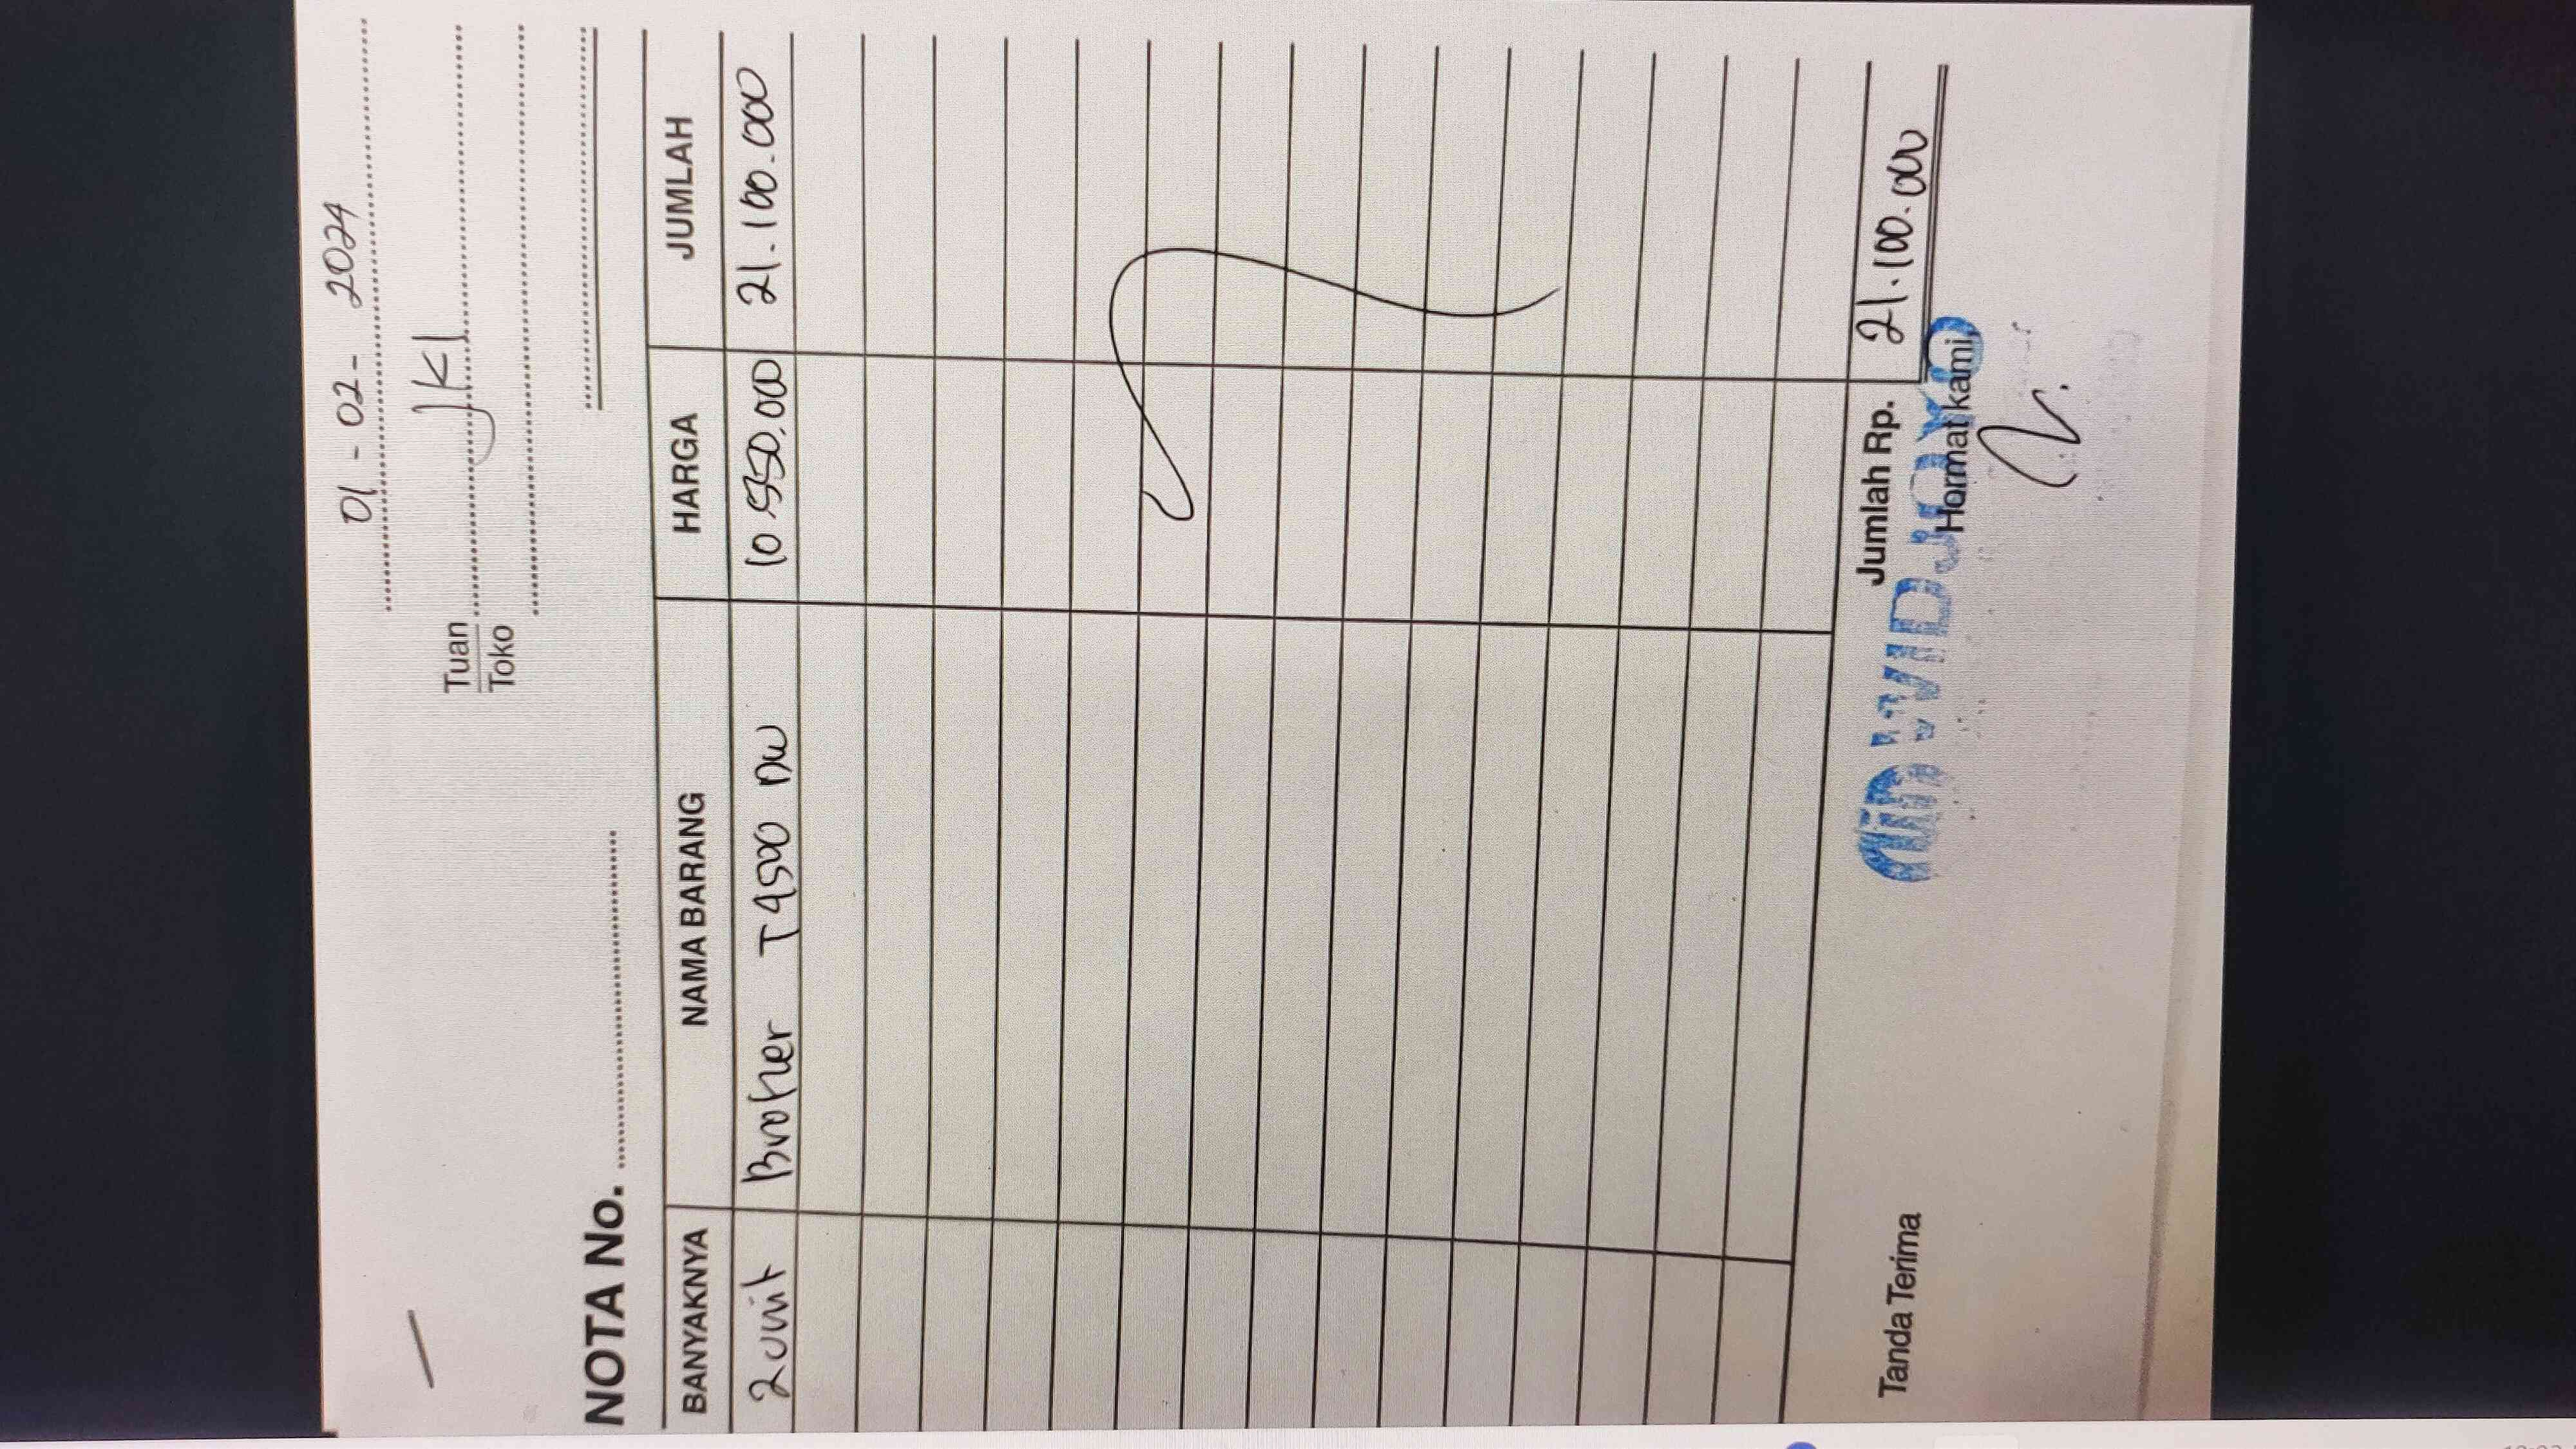 01 - 02 - 2024
Tuan JKI
Toko
NOTA No.
BANYAKNYA NAMA BARANG HARGA JUMLAH
2 unit Brother T4500 DW 10.550.000 21.100.000
Jumlah Rp. 21.100.000
Tanda Terima Hormat kami,